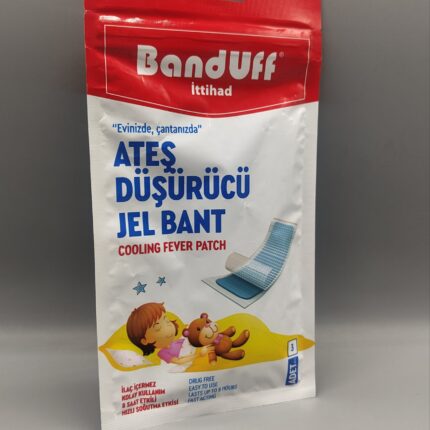 BandUff®
İttihad
"Evinizde, çantanızda"
ATEŞ
DÜŞÜRÜCÜ
JEL BANT
COOLING FEVER PATCH
İLAÇ İÇERMEZ
KOLAY KULLANIM
8 SAAT ETKİLİ
HIZLI SOĞUTMA ETKİSİ
DRUG FREE
EASY TO USE
LASTS UP TO 8 HOURS
FAST ACTING
3
ADET